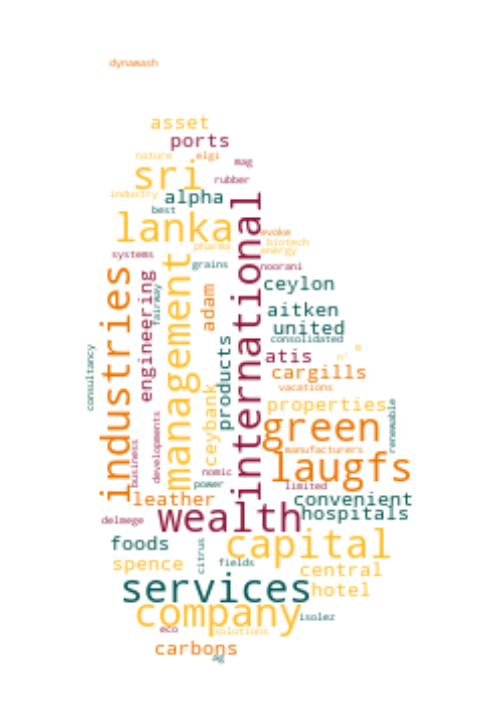 dynawash
asset
ports
nature
elgi
mag
sri
rubber
industry
alpha
best
lanka
international
evoke
pharma
biotech
energy
systems
management
grains
noorani
industries
engineering
fairway
adam
ceylon
aitken
united
consolidated
products
consultancy
atis
n'
e
cargills
vacations
ceybank
properties
renewable
developments
green
business
manufacturers
laugfs
nomic
power
limited
leather
convenient
wealth
hospitals
delmege
capital
foods
citrus
spence
fields
central
services
hotel
company
isolez
eco
solutions
carbons
ag